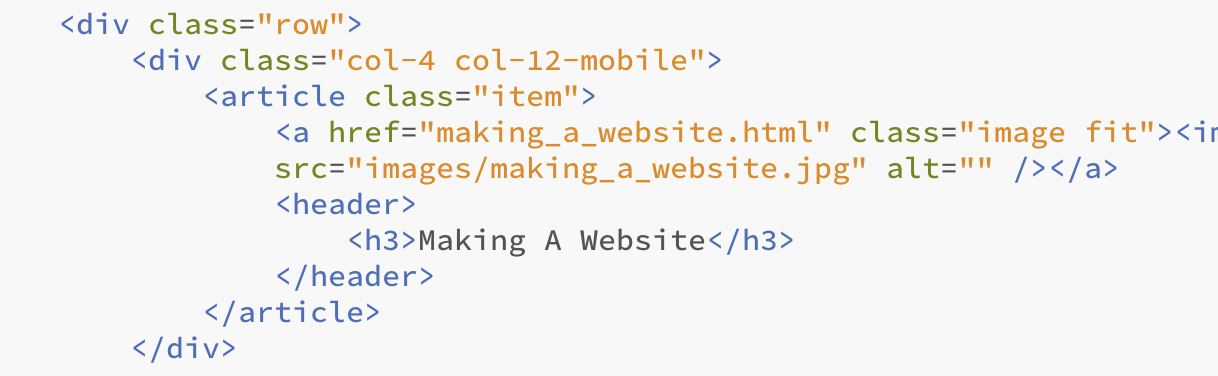 <div class="row">
<div class="col-4 col-12-mobile">
<article class="item">
<a href="making_a_website.html" class="image fit">
src="images/making_a_website.jpg" alt="" /></a>
<header>
<h3>Making A Website</h3>
</header>
</article>
</div>